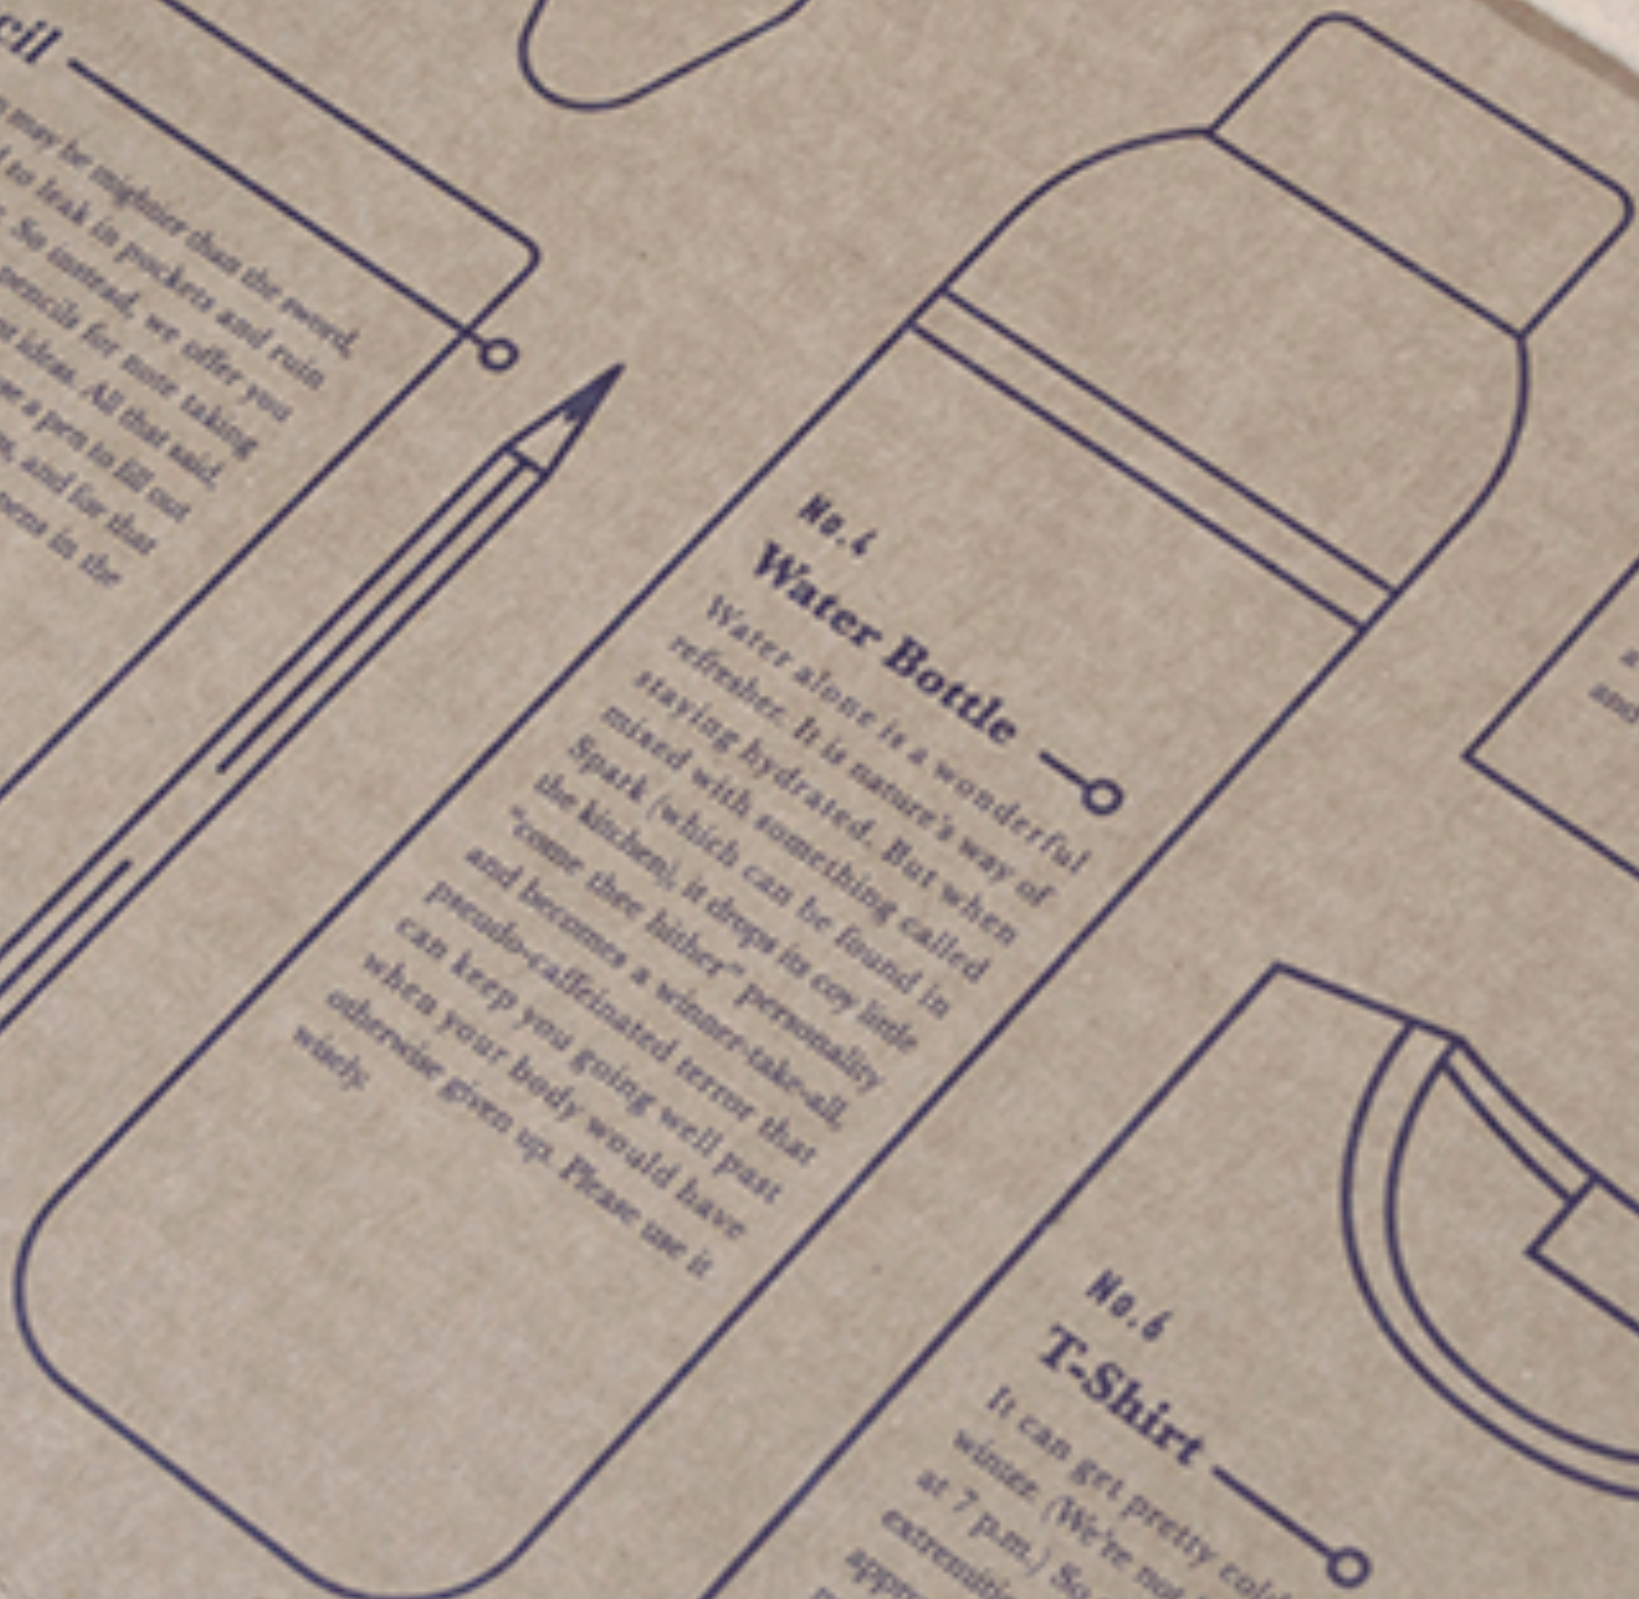 cil
may be mightier than the sword,
to leak in pockets and ruin
So instead, we offer you
pencils for note taking
ideas. All that said,
a pen to fill out
and for that
pens in the
No.4
Water Bottle
Water alone is a wonderful
refresher. It is nature's way of
staying hydrated. But when
mixed with something called
Spark (which can be found in
the kitchen), it drops its coy little
"come thee hither" personality
and becomes a winner-take-all,
pseudo-caffeinated terror that
can keep you going well past
when your body would have
otherwise given up. Please use it
wisely.
and
No.6
T-Shirt
It can get pretty cold
winter. (We're not
at 7 p.m.) So